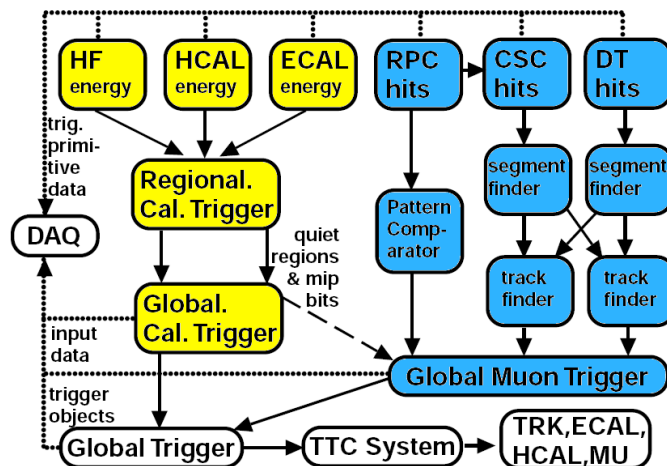 HF
energy
HCAL
energy
ECAL
energy
RPC
hits
CSC
hits
DT
hits
trig.
primi-
tive
data
Regional.
Cal. Trigger
segment
finder
segment
finder
Pattern
Comp-
arator
DAQ
quiet
regions
& mip
bits
Global.
Cal. Trigger
track
finder
track
finder
input
data
Global Muon Trigger
trigger
objects
Global Trigger
TTC System
TRK,ECAL,
HCAL,MU